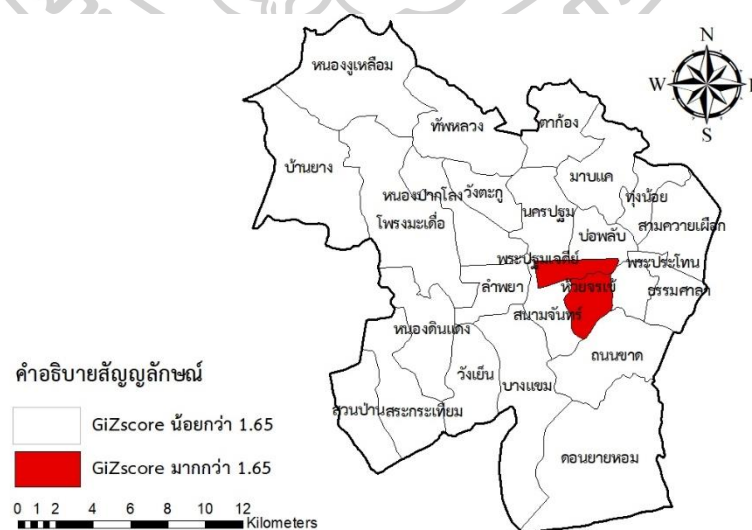 N
W
S
หนองงูเหลือม
ทัพหลวง
ตาก้อง
บ้านยาง
มาบแค
หนองปากโลง
วังตะกู
ทุ่งน้อย
นครปฐม
สามควายเผือก
โพรงมะเดื่อ
บ่อพลับ
พระปฐมเจดีย์
พระประโทน
ลำพยา
ห้วยจรเข้
ธรรมศาลา
สนามจันทร์
หนองดินแดง
ถนนขาด
วังเย็น
บางแขม
สวนป่าน
สระกระเทียม
ดอนยายหอม
คำอธิบายสัญญลักษณ์
GiZscore น้อยกว่า 1.65
GiZscore มากกว่า 1.65
0 1 2 4 6 8 10 12
Kilometers